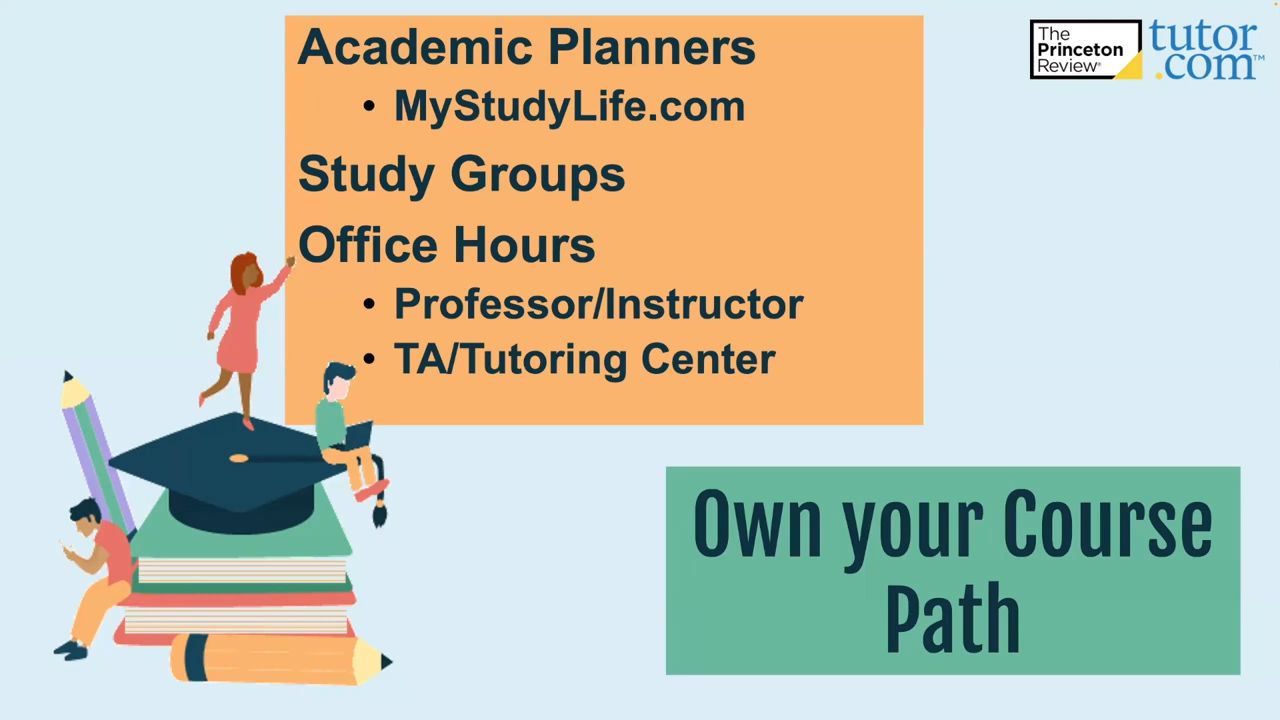 Academic Planners
• MyStudyLife.com
Study Groups
Office Hours
• Professor/Instructor
• TA/Tutoring Center
The
Princeton
Review®
tutor
.com™
Own your Course
Path